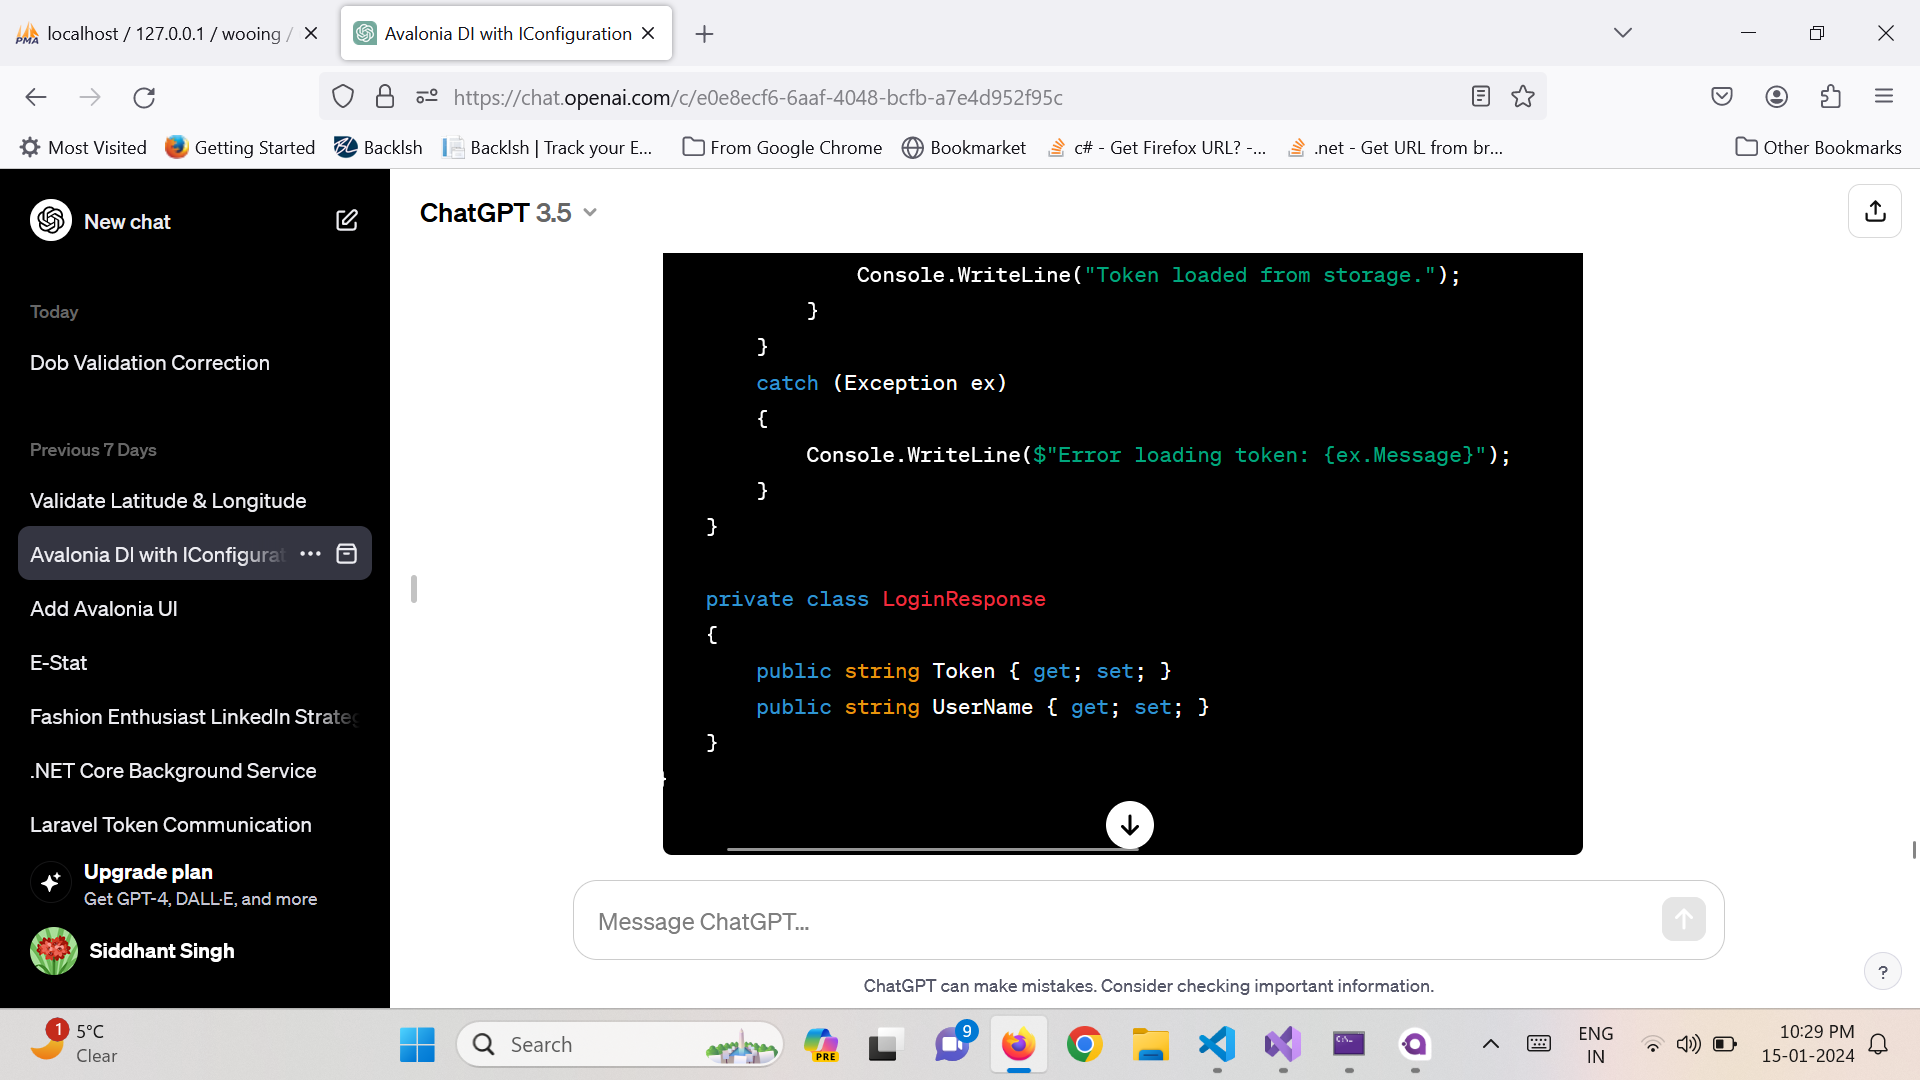 PMA
localhost / 127.0.0.1 / wooing /
Avalonia DI with IConfiguration
https://chat.openai.com/c/e0e8ecf6-6aaf-4048-bcfb-a7e4d952f95c
Most Visited
Getting Started
Backlsh
Backlsh | Track your E...
From Google Chrome
Bookmarket
c# - Get Firefox URL? -...
.net - Get URL from br...
Other Bookmarks
New chat
ChatGPT 3.5
Today
Dob Validation Correction
Previous 7 Days
Validate Latitude & Longitude
Avalonia DI with IConfigurat
Add Avalonia UI
E-Stat
Fashion Enthusiast LinkedIn Strateg
.NET Core Background Service
Laravel Token Communication
Upgrade plan
Get GPT-4, DALL·E, and more
Siddhant Singh
Console.WriteLine("Token loaded from storage.");
}
}
catch (Exception ex)
{
Console.WriteLine($"Error loading token: {ex.Message}");
}
}
private class LoginResponse
{
public string Token { get; set; }
public string UserName { get; set; }
}
}
Message ChatGPT...
ChatGPT can make mistakes. Consider checking important information.
?
1
5°C
Clear
Search
PRE
9
ENG
IN
10:29 PM
15-01-2024